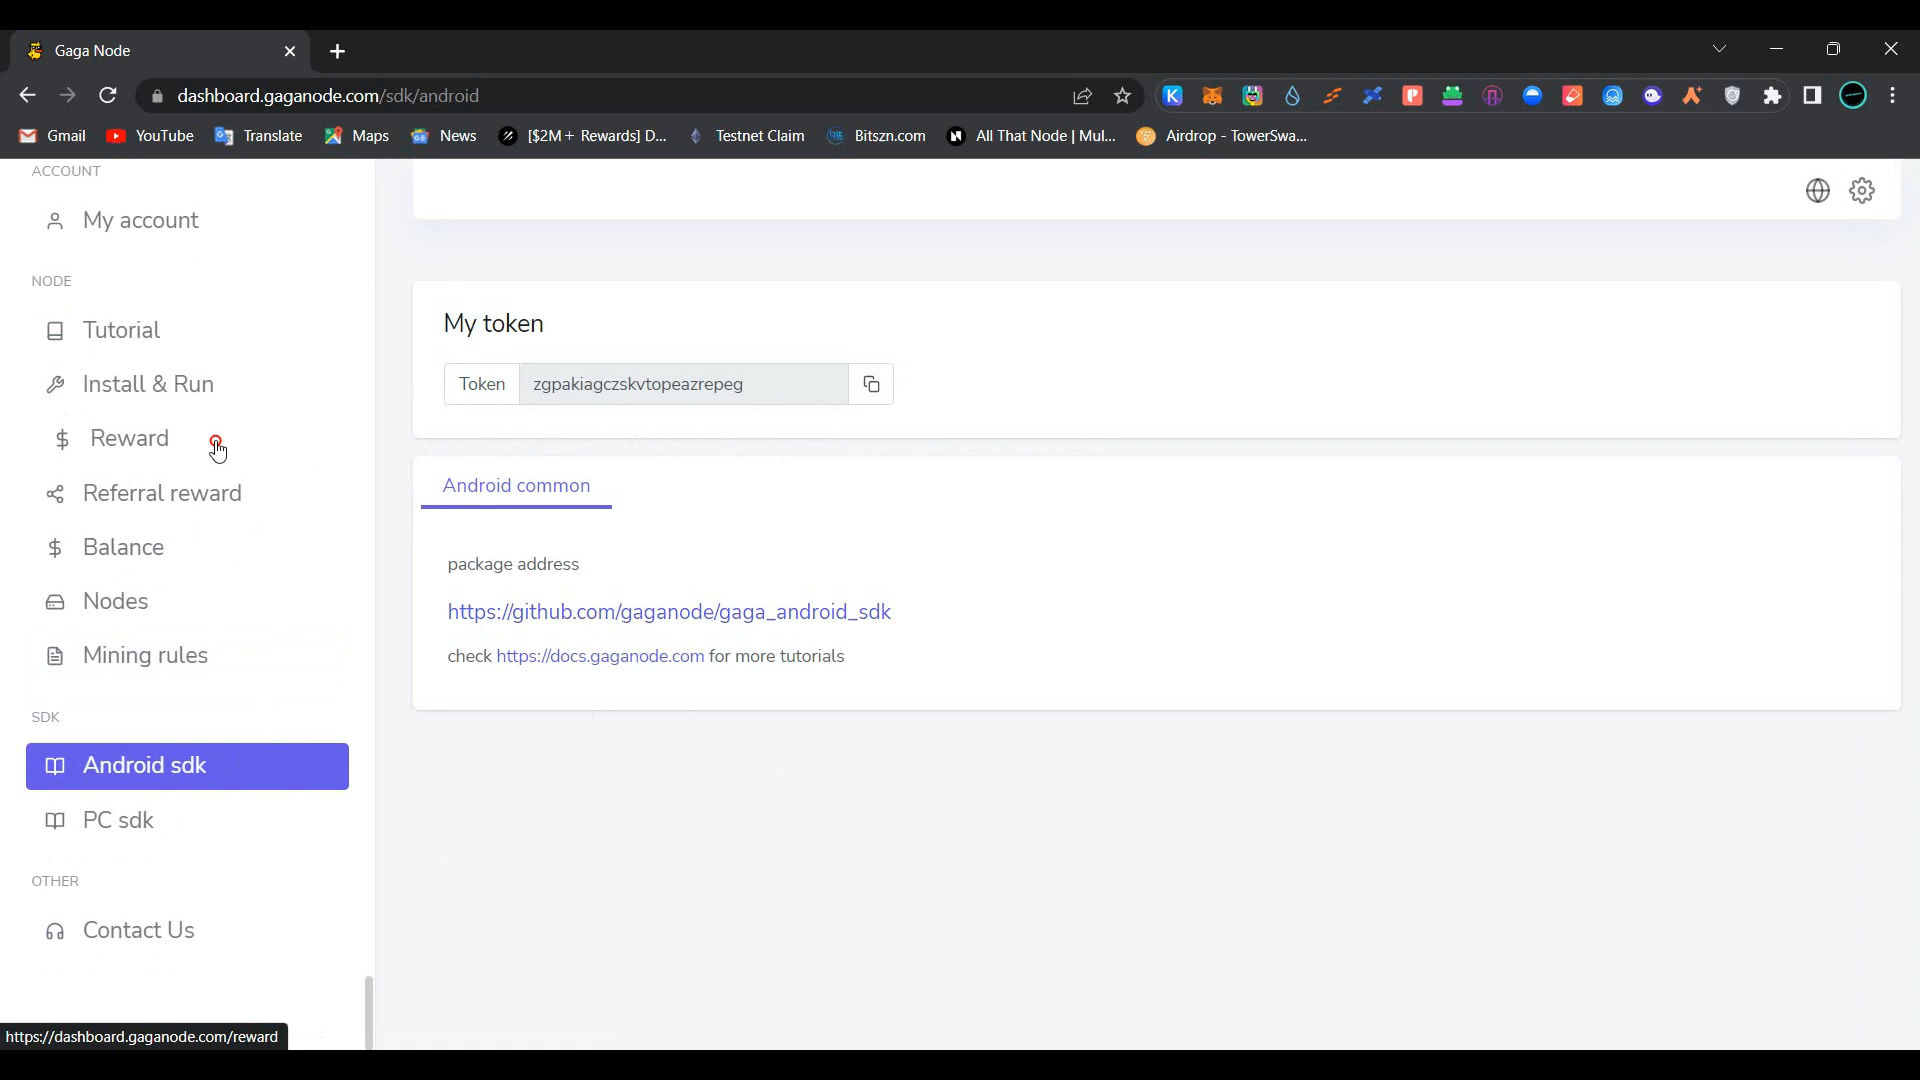 Gaga Node
dashboard.gaganode.com/sdk/android
Gmail YouTube Translate Maps News [$2M+ Rewards] D... Testnet Claim Bitszn.com All That Node | Mul... Airdrop - TowerSwa...
ACCOUNT
My account
NODE
Tutorial
Install & Run
Reward
Referral reward
Balance
Nodes
Mining rules
SDK
Android sdk
PC sdk
OTHER
Contact Us
My token
Token zgpakiagczskvtopeazrepeg
Android common
package address
https://github.com/gaganode/gaga_android_sdk
check https://docs.gaganode.com for more tutorials
https://dashboard.gaganode.com/reward